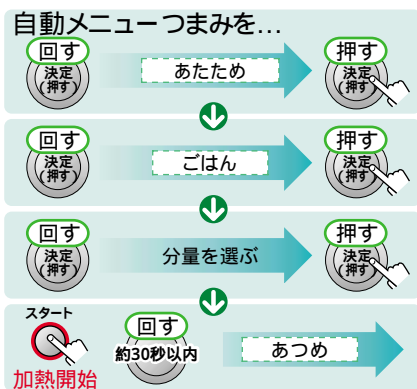 自動メニューつまみを…
回す
決定
(押す)
あたため
押す
決定
(押す)
回す
決定
(押す)
ごはん
押す
決定
(押す)
回す
決定
(押す)
分量を選ぶ
押す
決定
(押す)
スタート
加熱開始
回す
約30秒以内
あつめ